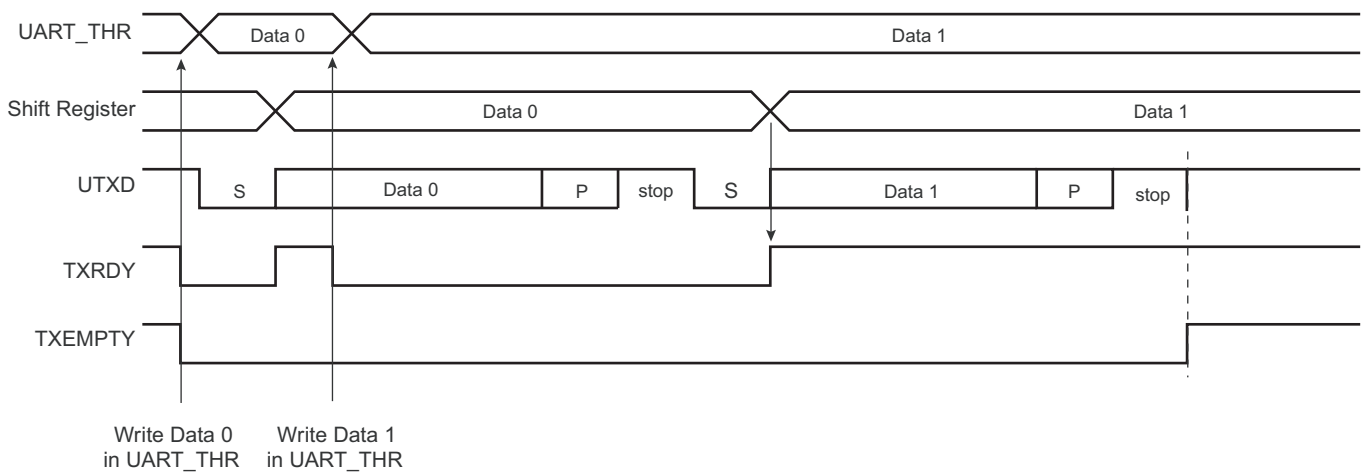 UART_THR
Data 0
Data 1
Shift Register
Data 0
Data 1
UTXD
S
Data 0
P
stop
S
Data 1
P
stop
TXRDY
TXEMPTY
Write Data 0
in UART_THR
Write Data 1
in UART_THR